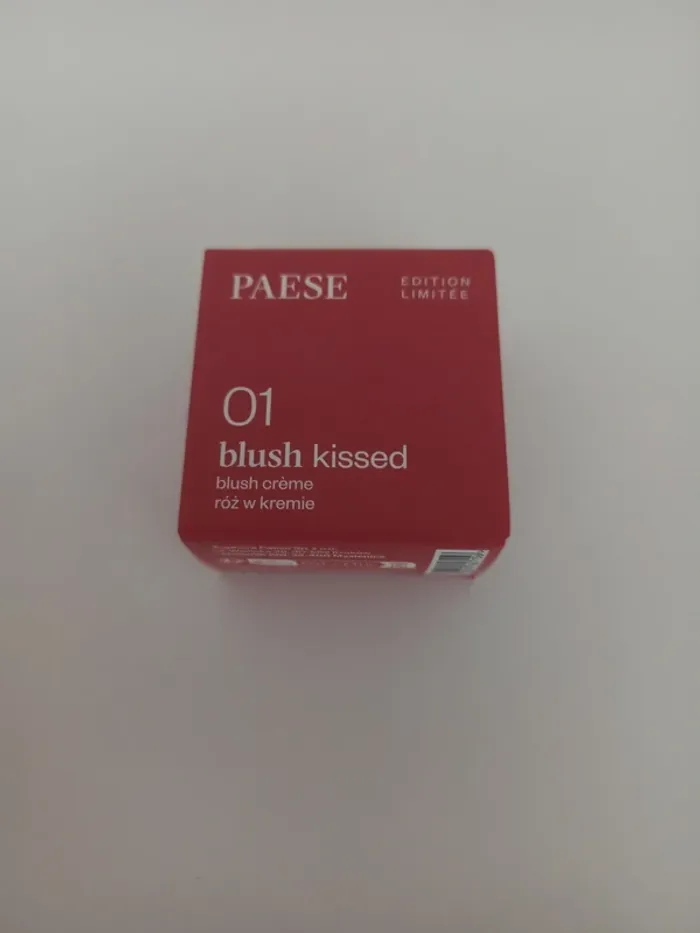 PAESE
EDITION
LIMITÉE
01
blush kissed
blush crème
róż w kremie